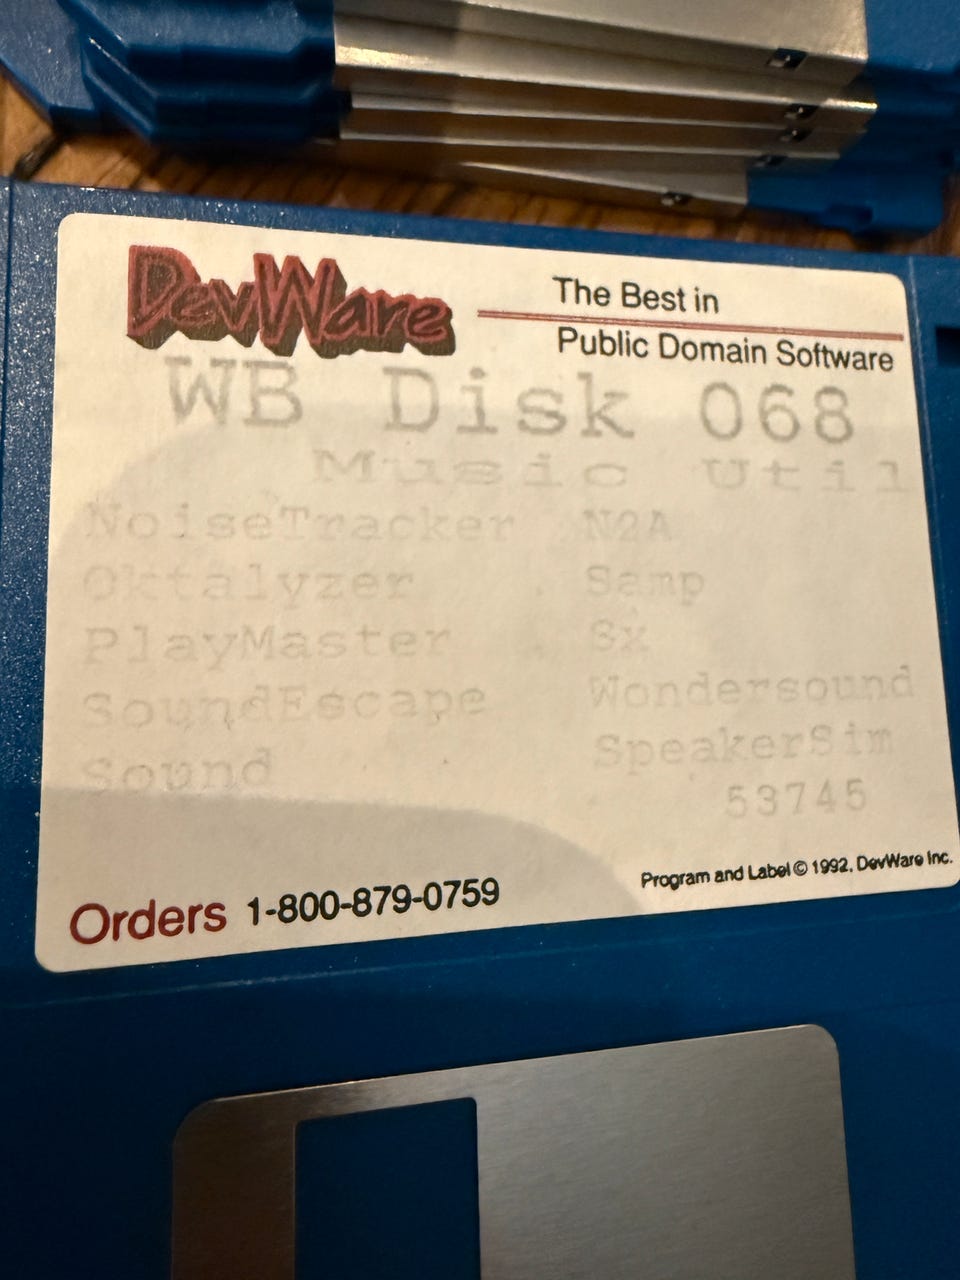 DevWare
The Best in
Public Domain Software
WB Disk 068
Music Util
NoiseTracker N2A
Oktalyzer Samp
PlayMaster Sx
SoundEscape Wondersound
Sound SpeakerSim
53745
Program and Label © 1992, DevWare Inc.
Orders 1-800-879-0759